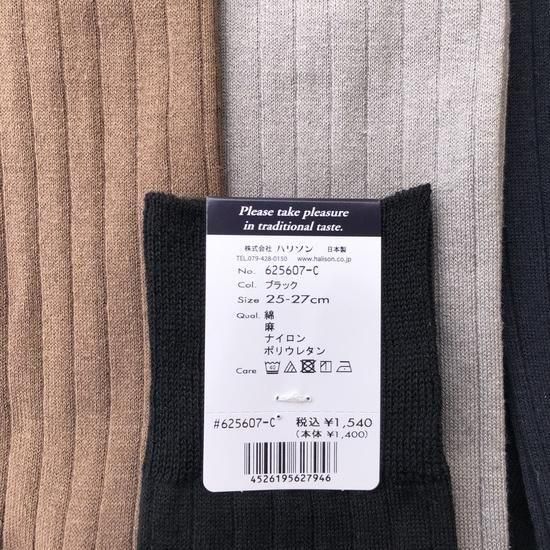 Please take pleasure
in traditional taste.
株式会社 ハリソン 日本製
TEL.079-428-0150 www.halison.co.jp
No. 625607-C
Col. ブラック
Size 25-27cm
Qual. 綿
麻
ナイロン
ポリウレタン
Care 40
#625607-C 税込 ¥1,540
(本体 ¥1,400)
4526195627946